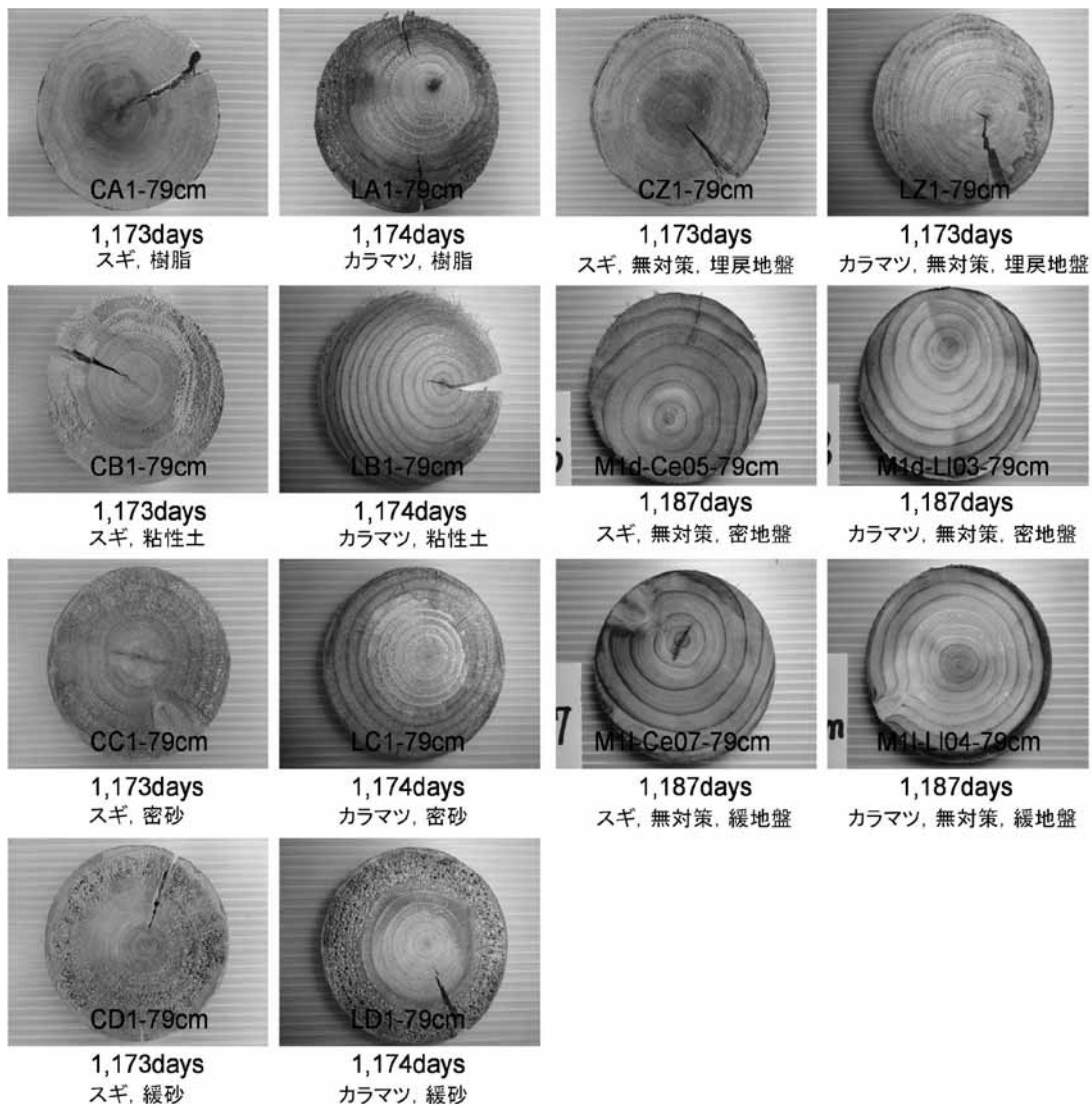 CA1-79cm
1,173days
スギ, 樹脂
LA1-79cm
1,174days
カラマツ, 樹脂
CZ1-79cm
1,173days
スギ, 無対策, 埋戻地盤
LZ1-79cm
1,173days
カラマツ, 無対策, 埋戻地盤
CB1-79cm
1,173days
スギ, 粘性土
LB1-79cm
1,174days
カラマツ, 粘性土
M1d-Ce05-79cm
1,187days
スギ, 無対策, 密地盤
M1d-Ll03-79cm
1,187days
カラマツ, 無対策, 密地盤
CC1-79cm
1,173days
スギ, 密砂
LC1-79cm
1,174days
カラマツ, 密砂
7
M1l-Ce07-79cm
1,187days
スギ, 無対策, 緩地盤
m
M1l-Ll04-79cm
1,187days
カラマツ, 無対策, 緩地盤
CD1-79cm
1,173days
スギ, 緩砂
LD1-79cm
1,174days
カラマツ, 緩砂